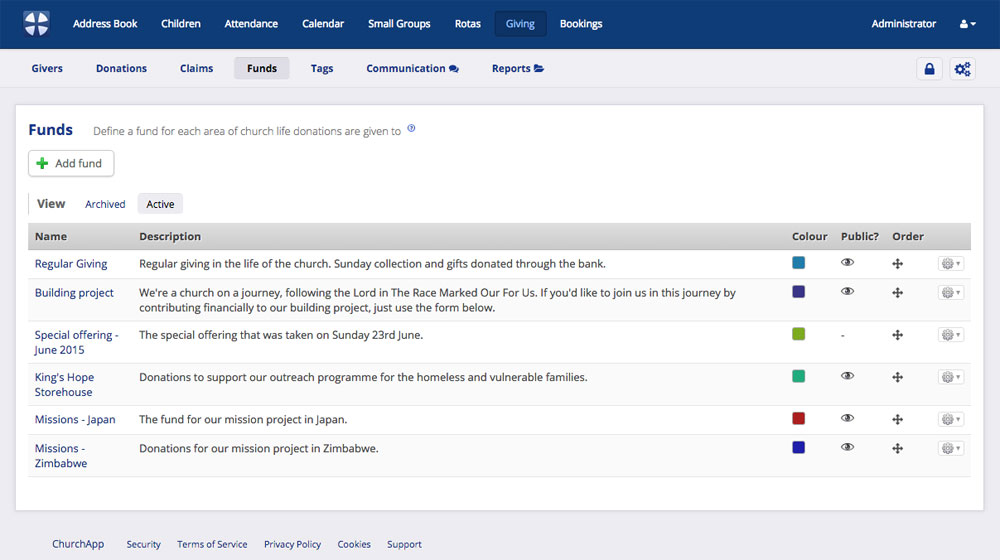 Address Book Children Attendance Calendar Small Groups Rotas Giving Bookings Administrator
Givers Donations Claims Funds Tags Communication Reports
Funds Define a fund for each area of church life donations are given to ?
Add fund
View Archived Active
Name Description Colour Public? Order
Regular Giving Regular giving in the life of the church. Sunday collection and gifts donated through the bank.
Building project We're a church on a journey, following the Lord in The Race Marked Our For Us. If you'd like to join us in this journey by
contributing financially to our building project, just use the form below.
Special offering - The special offering that was taken on Sunday 23rd June. -
June 2015
King's Hope Donations to support our outreach programme for the homeless and vulnerable families.
Storehouse
Missions - Japan The fund for our mission project in Japan.
Missions - Donations for our mission project in Zimbabwe.
Zimbabwe
ChurchApp Security Terms of Service Privacy Policy Cookies Support